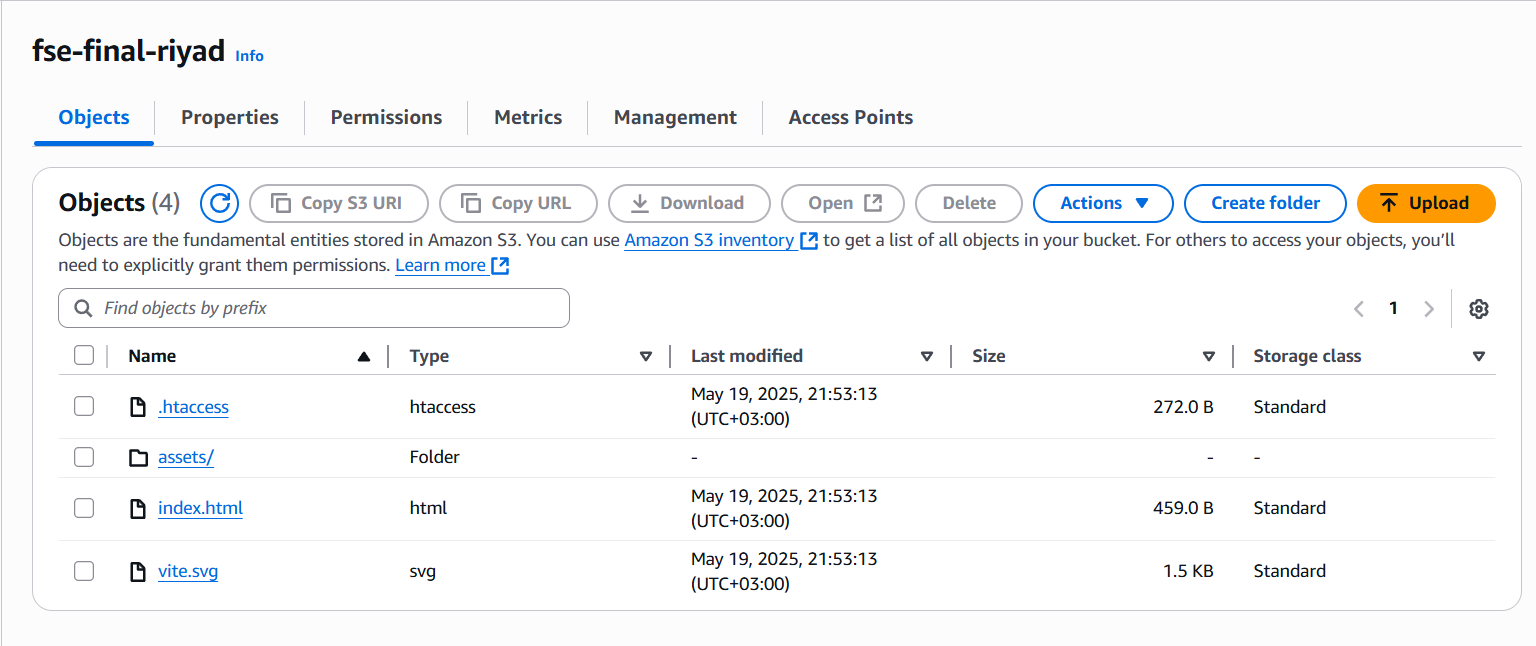 fse-final-riyad Info
Objects Properties Permissions Metrics Management Access Points
Objects (4) Copy S3 URI Copy URL Download Open Delete Actions Create folder Upload
Objects are the fundamental entities stored in Amazon S3. You can use Amazon S3 inventory to get a list of all objects in your bucket. For others to access your objects, you'll
need to explicitly grant them permissions. Learn more
Find objects by prefix 1
Name Type Last modified Size Storage class
.htaccess htaccess May 19, 2025, 21:53:13 (UTC+03:00) 272.0 B Standard
assets/ Folder - - -
index.html html May 19, 2025, 21:53:13 (UTC+03:00) 459.0 B Standard
vite.svg svg May 19, 2025, 21:53:13 (UTC+03:00) 1.5 KB Standard